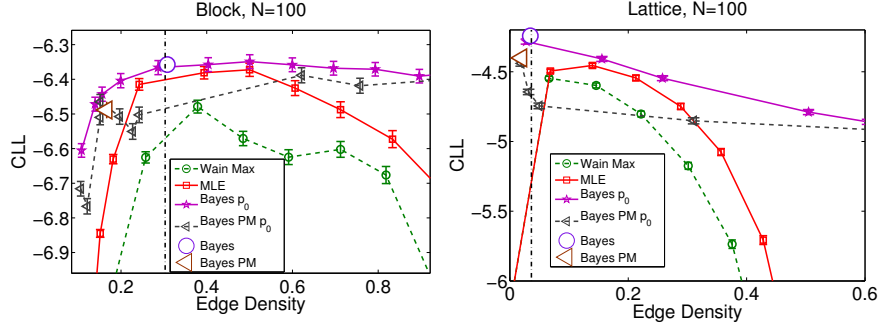 Block, N=100
−6.3
−6.4
−6.5
−6.6
−6.7
−6.8
−6.9
CLL
0.2
0.4
0.6
0.8
Edge Density
Wain Max
MLE
Bayes p₀
Bayes PM p₀
Bayes
Bayes PM
Lattice, N=100
−4.5
−5
−5.5
−6
CLL
0
0.2
0.4
0.6
Edge Density
Wain Max
MLE
Bayes p₀
Bayes PM p₀
Bayes
Bayes PM